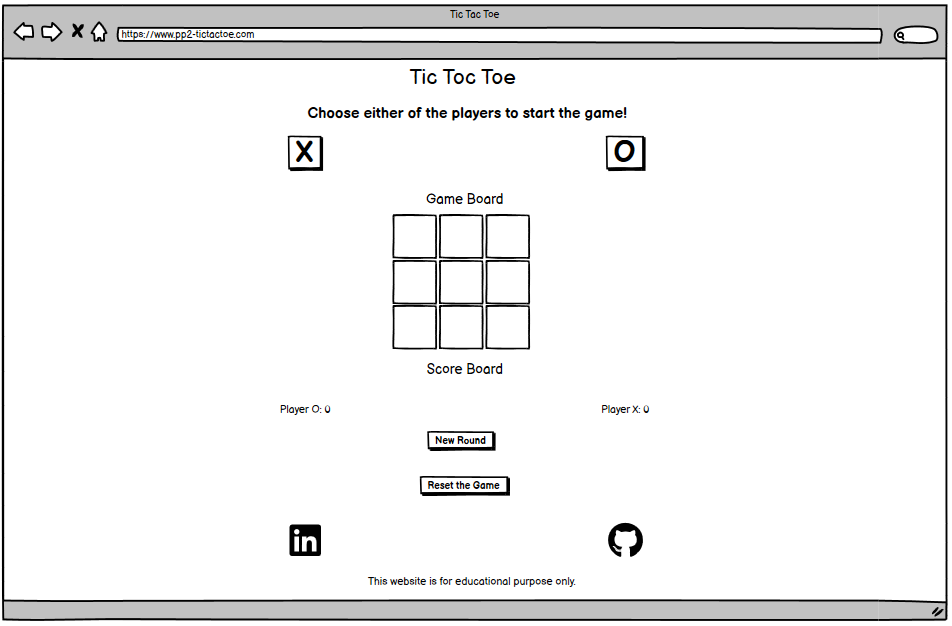 Tic Tac Toe
https://www.pp2-tictactoe.com
Tic Toc Toe
Choose either of the players to start the game!
X O
Game Board
Score Board
Player O: 0 Player X: 0
New Round
Reset the Game
in
This website is for educational purpose only.